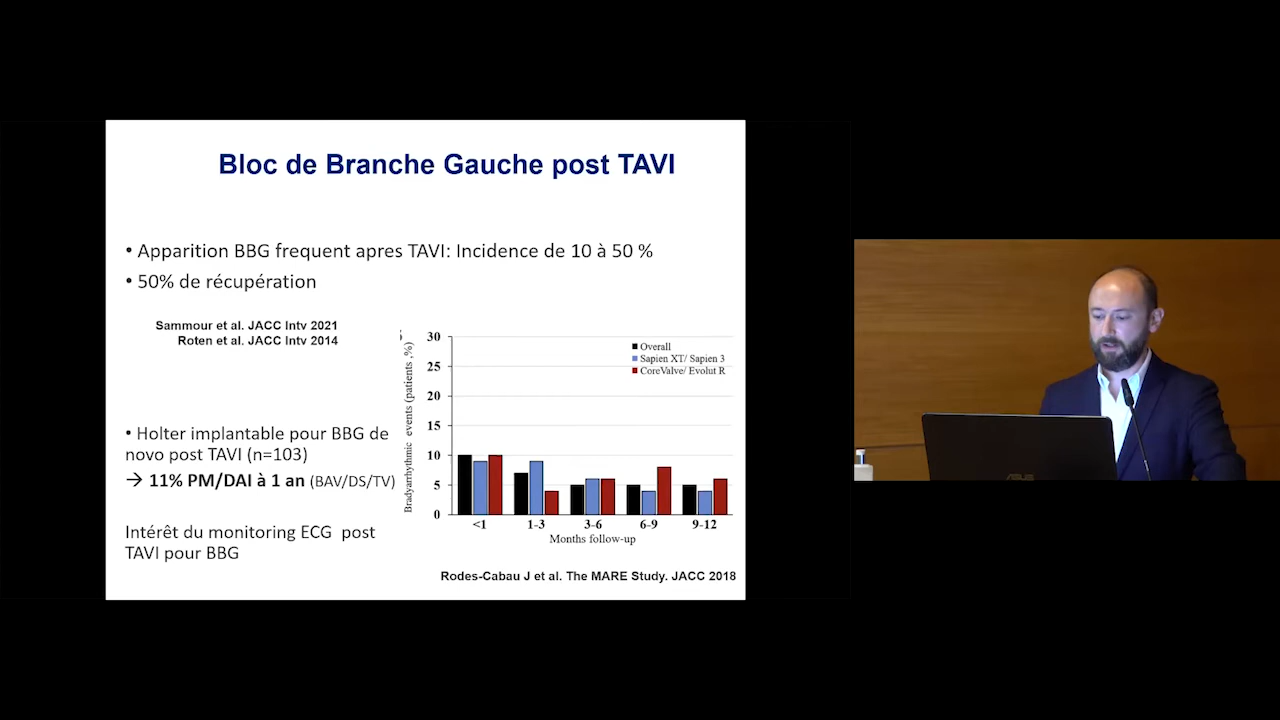 Bloc de Branche Gauche post TAVI
• Apparition BBG frequent apres TAVI: Incidence de 10 à 50 %
• 50% de récupération
Sammour et al. JACC Intv 2021
Roten et al. JACC Intv 2014
• Holter implantable pour BBG de
novo post TAVI (n=103)
→ 11% PM/DAI à 1 an (BAV/DS/TV)
Intérêt du monitoring ECG post
TAVI pour BBG
Bradyarrhythmic events (patients ,%)
30
25
20
15
10
5
0
Overall
Sapien XT/ Sapien 3
CoreValve/ Evolut R
<1 1-3 3-6 6-9 9-12
Months follow-up
Rodes-Cabau J et al. The MARE Study. JACC 2018
ASUS